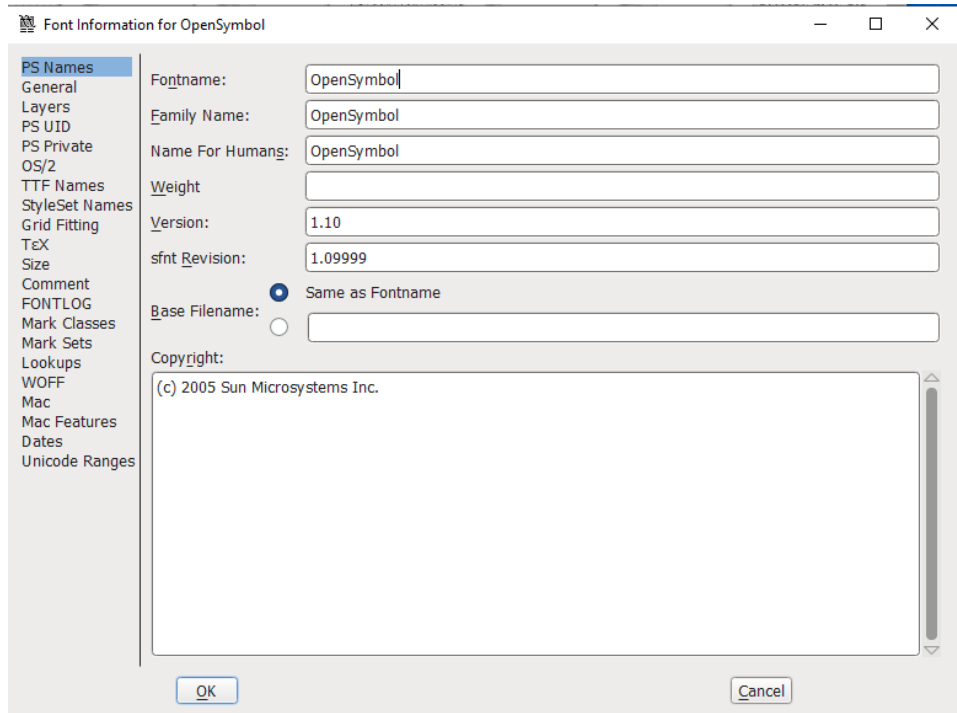 Font Information for OpenSymbol
PS Names
General
Layers
PS UID
PS Private
OS/2
TTF Names
StyleSet Names
Grid Fitting
TεX
Size
Comment
FONTLOG
Mark Classes
Mark Sets
Lookups
WOFF
Mac
Mac Features
Dates
Unicode Ranges
Fontname: OpenSymbol
Family Name: OpenSymbol
Name For Humans: OpenSymbol
Weight
Version: 1.10
sfnt Revision: 1.09999
Base Filename: Same as Fontname
Copyright:
(c) 2005 Sun Microsystems Inc.
OK Cancel